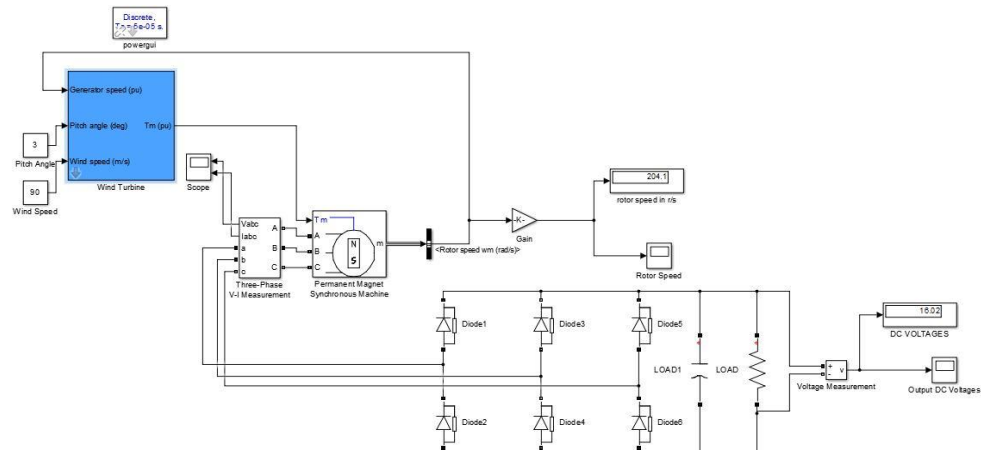 Discrete,
Ts = 5e-05 s.
powergui
Generator speed (pu)
Pitch angle (deg)
Tm (pu)
Wind speed (m/s)
Wind Turbine
3
Pitch Angle
90
Wind Speed
Scope
Vabc
Iabc
a
b
c
A
B
C
Three-Phase
V-I Measurement
Tm
A
B
C
N
S
m
Permanent Magnet
Synchronous Machine
<Rotor speed wm (rad/s)>
-K-
Gain
204.1
rotor speed in r/s
Rotor Speed
Diode1
Diode3
Diode5
Diode2
Diode4
Diode6
LOAD1
LOAD
+
-
v
Voltage Measurement
16.02
DC VOLTAGES
Output DC Voltages